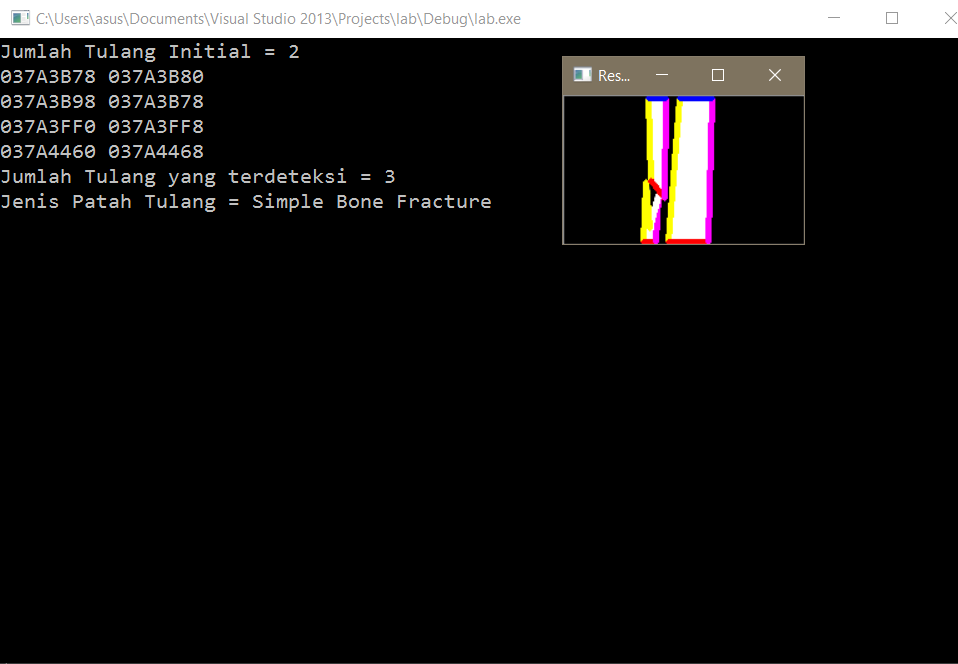 C:\Users\asus\Documents\Visual Studio 2013\Projects\lab\Debug\lab.exe
Jumlah Tulang Initial = 2
037A3B78 037A3B80
037A3B98 037A3B78
037A3FF0 037A3FF8
037A4460 037A4468
Jumlah Tulang yang terdeteksi = 3
Jenis Patah Tulang = Simple Bone Fracture
Res...